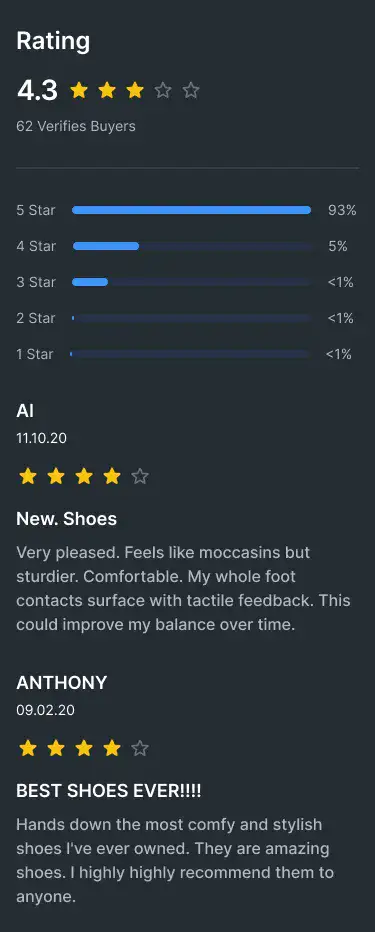 Rating
4.3
62 Verifies Buyers
5 Star 93%
4 Star 5%
3 Star <1%
2 Star <1%
1 Star <1%
Al
11.10.20
New. Shoes
Very pleased. Feels like moccasins but
sturdier. Comfortable. My whole foot
contacts surface with tactile feedback. This
could improve my balance over time.
ANTHONY
09.02.20
BEST SHOES EVER!!!!
Hands down the most comfy and stylish
shoes I've ever owned. They are amazing
shoes. I highly highly recommend them to
anyone.